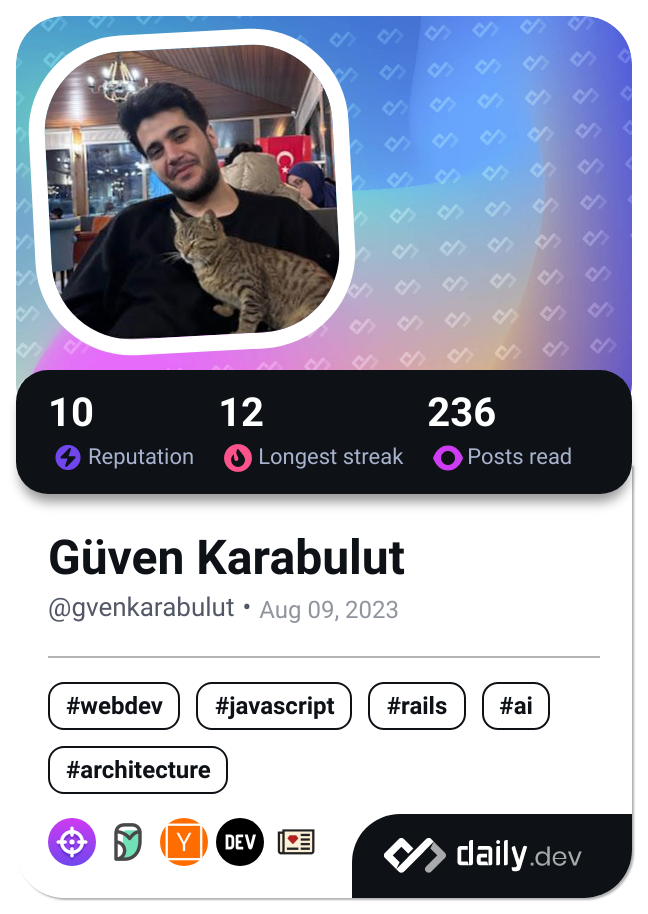 10 12 236
Reputation Longest streak Posts read
Güven Karabulut
@gvenkarabulut • Aug 09, 2023
#webdev #javascript #rails #ai
#architecture
Y DEV
daily.dev